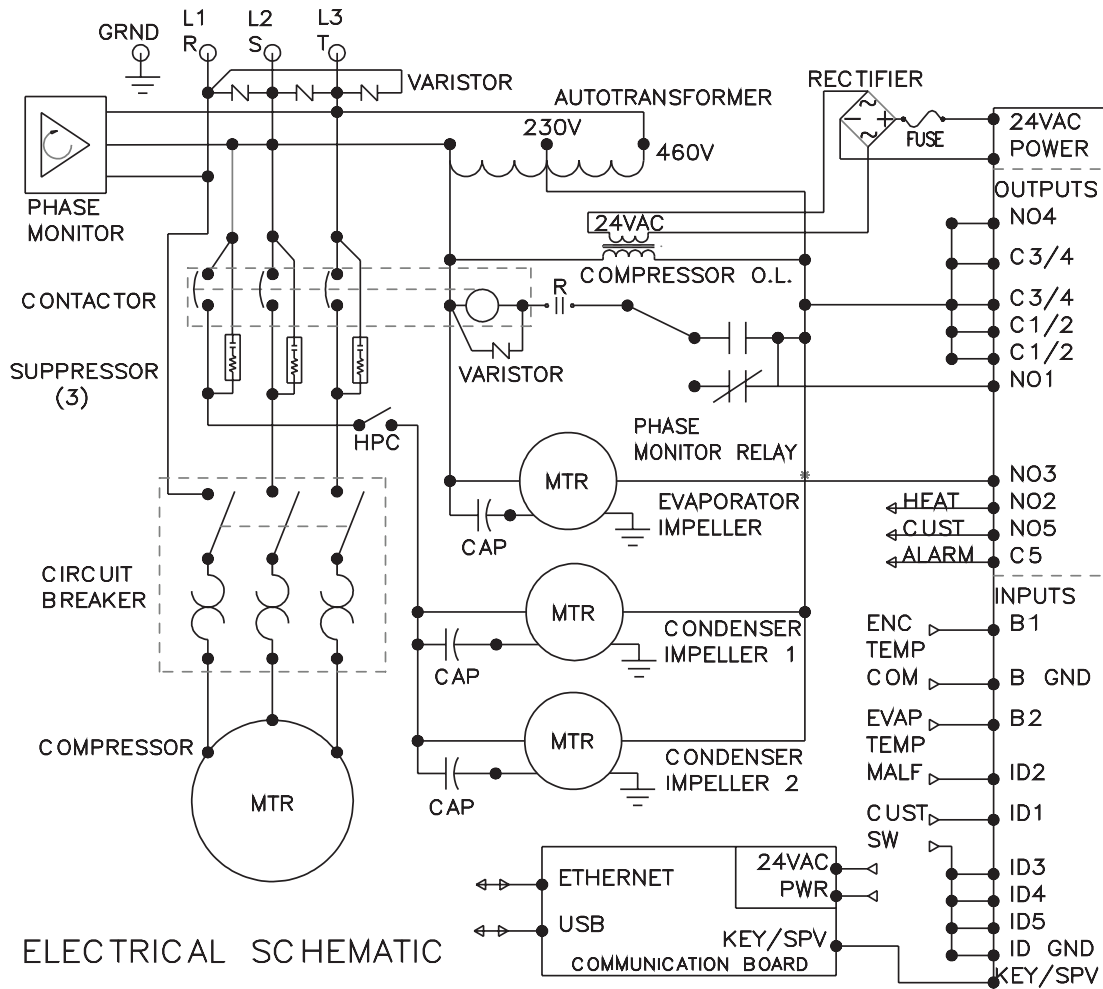 GRND
L1
L2
L3
R
S
T
VARISTOR
RECTIFIER
AUTOTRANSFORMER
230V
460V
FUSE
24VAC
POWER
PHASE
MONITOR
OUTPUTS
NO4
24VAC
COMPRESSOR O.L.
C3/4
CONTACTOR
R
C3/4
C1/2
C1/2
SUPPRESSOR
(3)
VARISTOR
NO1
HPC
PHASE
MONITOR RELAY
MTR
EVAPORATOR
IMPELLER
CAP
NO3
HEAT
NO2
CUST
NO5
ALARM
C5
CIRCUIT
BREAKER
INPUTS
MTR
CONDENSER
IMPELLER 1
CAP
ENC
TEMP
B1
COM
B GND
EVAP
TEMP
B2
COMPRESSOR
MTR
MTR
CONDENSER
IMPELLER 2
CAP
MALF
ID2
CUST
SW
ID1
ID3
ID4
ID5
ID GND
KEY/SPV
24VAC
PWR
ETHERNET
USB
KEY/SPV
COMMUNICATION BOARD
ELECTRICAL SCHEMATIC